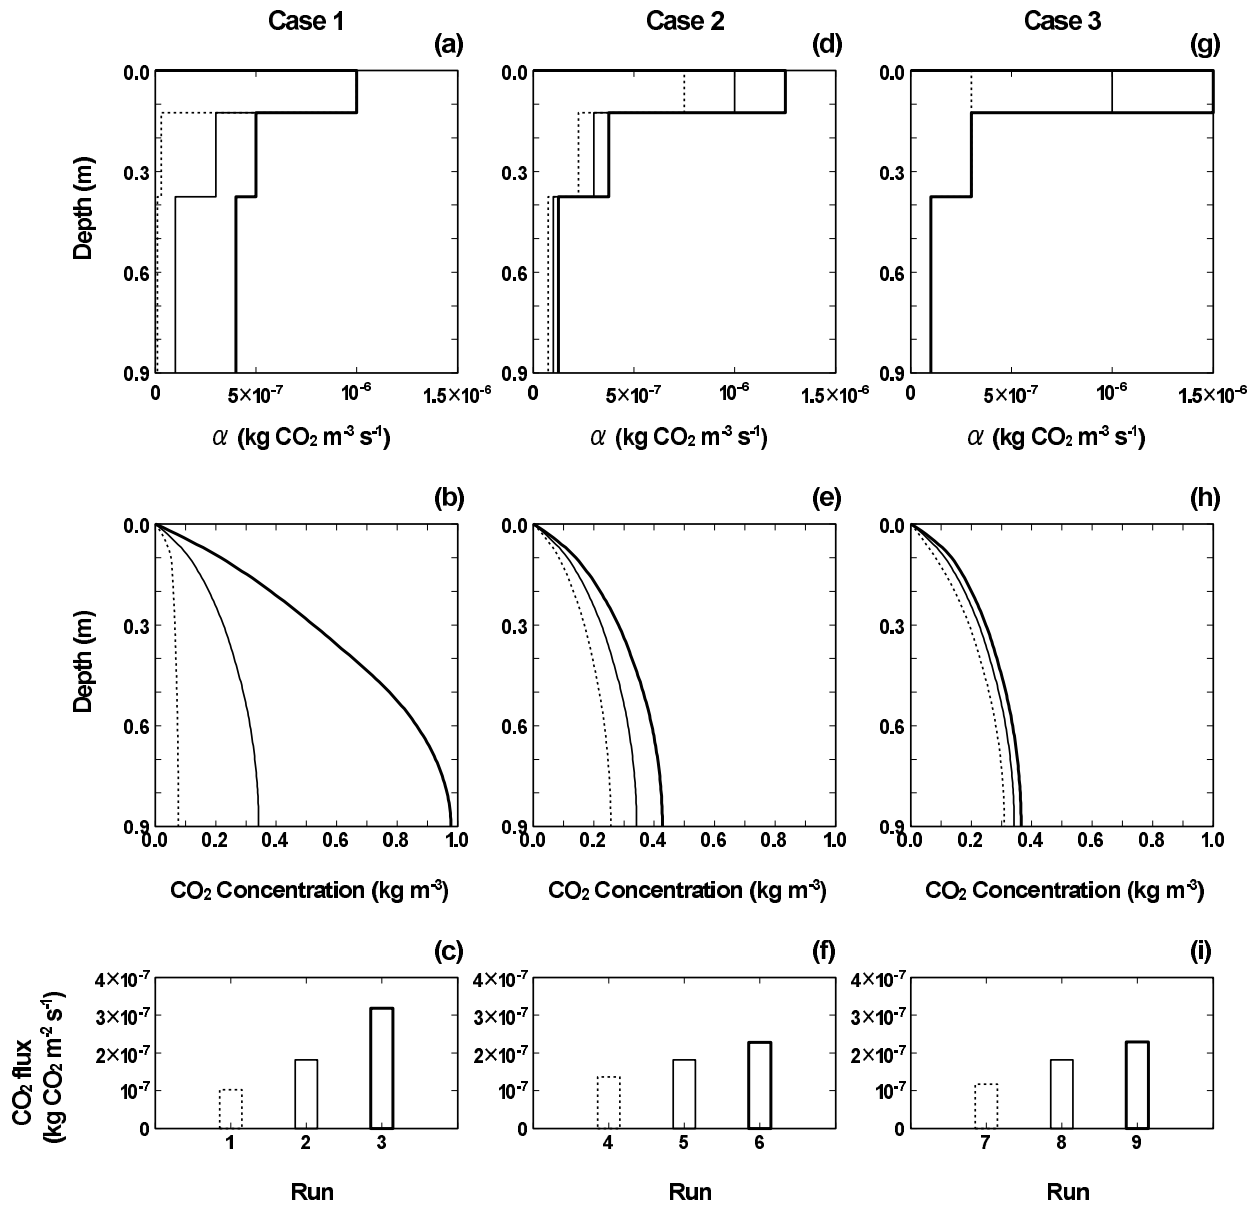 Case 1 Case 2 Case 3
(a) (d) (g)
0.0 0.0 0.0
0.3 0.3 0.3
Depth (m)
0.6 0.6 0.6
0.9 0.9 0.9
0 5×10⁻⁷ 10⁻⁶ 1.5×10⁻⁶ 0 5×10⁻⁷ 10⁻⁶ 1.5×10⁻⁶ 0 5×10⁻⁷ 10⁻⁶ 1.5×10⁻⁶
α (kg CO₂ m⁻³ s⁻¹) α (kg CO₂ m⁻³ s⁻¹) α (kg CO₂ m⁻³ s⁻¹)
(b) (e) (h)
0.0 0.0 0.0
0.3 0.3 0.3
Depth (m)
0.6 0.6 0.6
0.9 0.9 0.9
0.0 0.2 0.4 0.6 0.8 1.0 0.0 0.2 0.4 0.6 0.8 1.0 0.0 0.2 0.4 0.6 0.8 1.0
CO₂ Concentration (kg m⁻³) CO₂ Concentration (kg m⁻³) CO₂ Concentration (kg m⁻³)
(c) (f) (i)
4×10⁻⁷ 4×10⁻⁷ 4×10⁻⁷
3×10⁻⁷ 3×10⁻⁷ 3×10⁻⁷
CO₂ flux
(kg CO₂ m⁻² s⁻¹)
2×10⁻⁷ 2×10⁻⁷ 2×10⁻⁷
10⁻⁷ 10⁻⁷ 10⁻⁷
0 0 0
1 2 3 4 5 6 7 8 9
Run Run Run